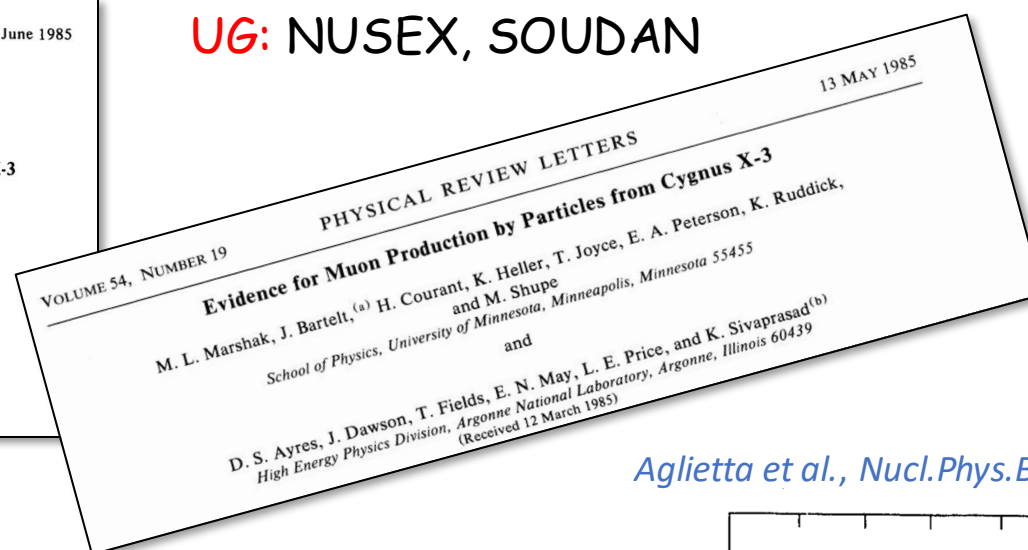 June 1985
UG: NUSEX, SOUDAN
-3
13 MAY 1985
PHYSICAL REVIEW LETTERS
VOLUME 54, NUMBER 19
Evidence for Muon Production by Particles from Cygnus X-3
M. L. Marshak, J. Bartelt,(a) H. Courant, K. Heller, T. Joyce, E. A. Peterson, K. Ruddick,
and M. Shupe
School of Physics, University of Minnesota, Minneapolis, Minnesota 55455
and
D. S. Ayres, J. Dawson, T. Fields, E. N. May, L. E. Price, and K. Sivaprasad(b)
High Energy Physics Division, Argonne National Laboratory, Argonne, Illinois 60439
(Received 12 March 1985)
Aglietta et al., Nucl.Phys.B